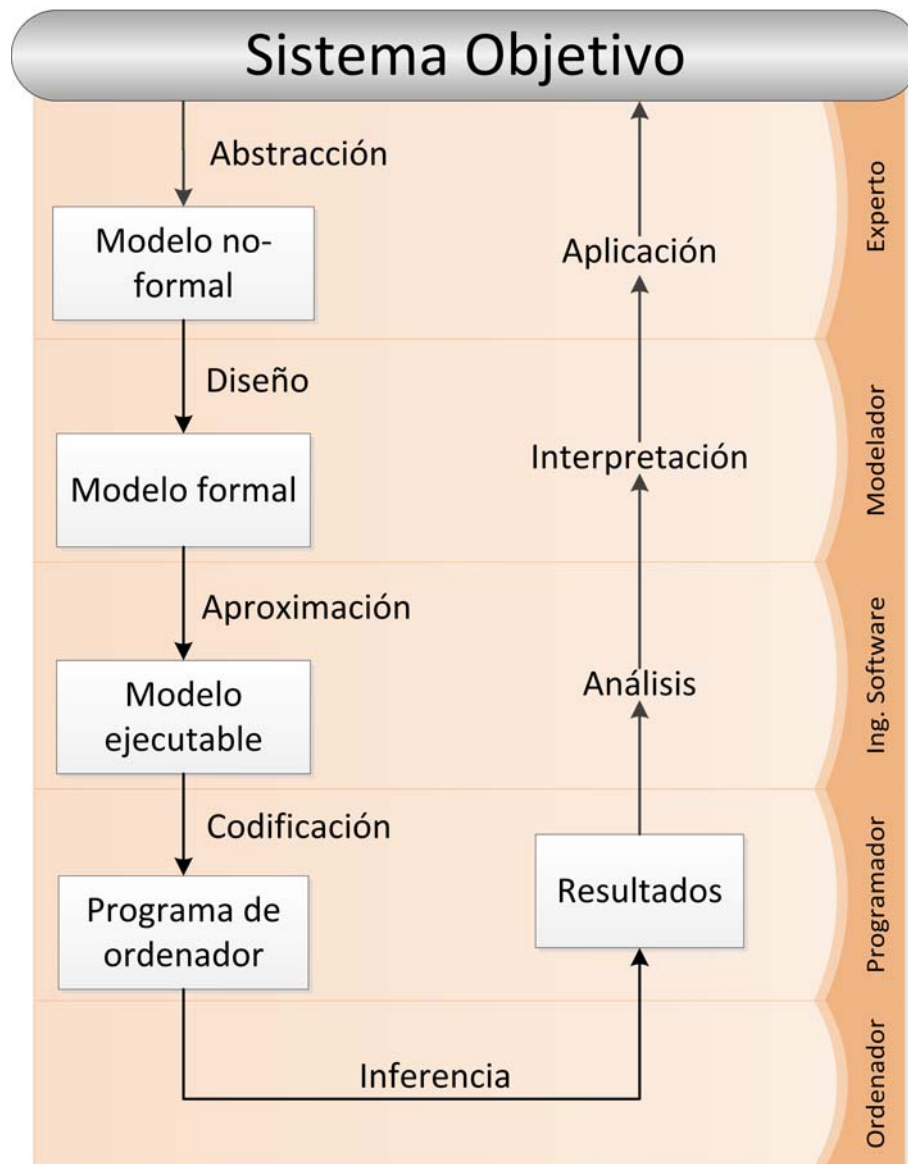 Sistema Objetivo
Abstracción
Modelo no-
formal
Aplicación
Experto
Diseño
Modelo formal
Interpretación
Modelador
Aproximación
Modelo
ejecutable
Análisis
Ing. Software
Codificación
Programa de
ordenador
Resultados
Programador
Inferencia
Ordenador